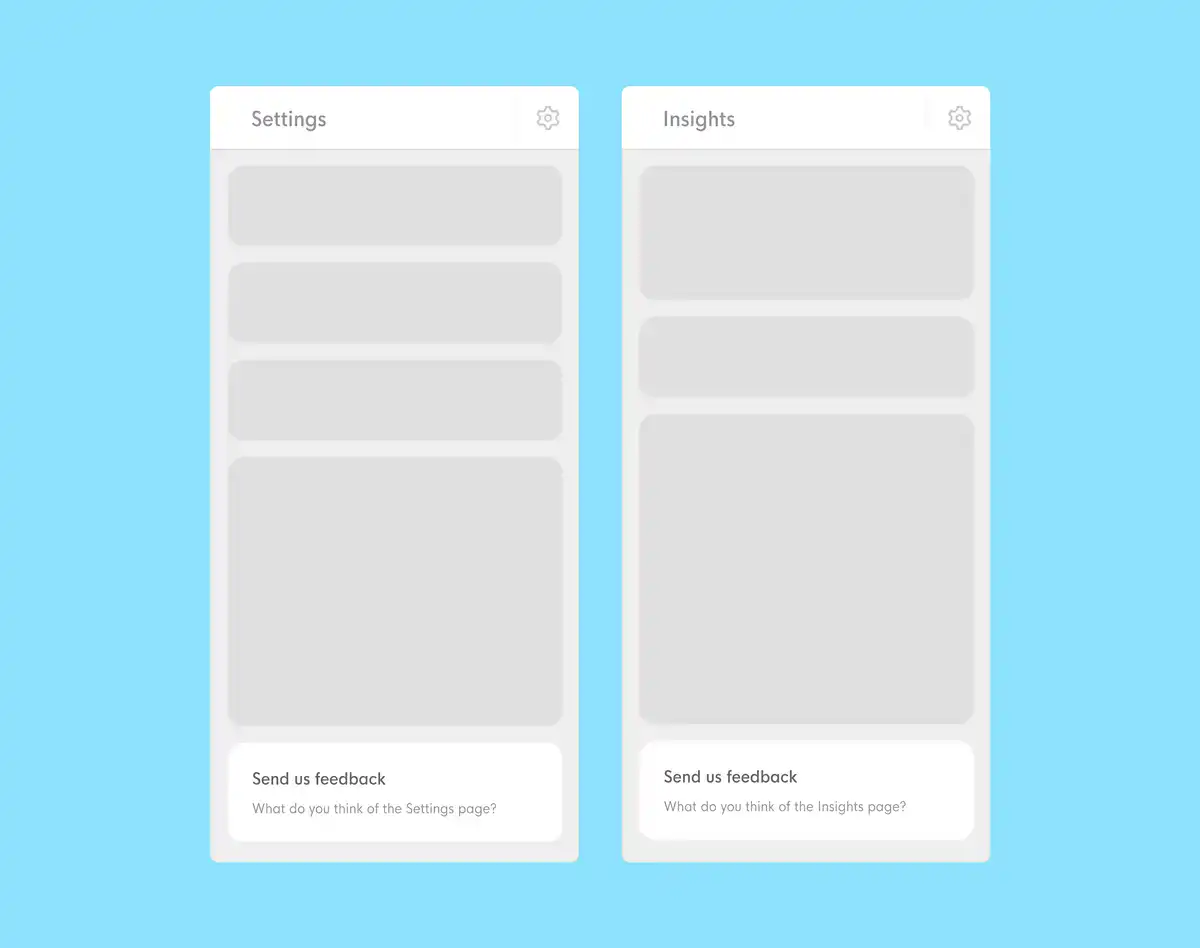 Settings
Send us feedback
What do you think of the Settings page?
Insights
Send us feedback
What do you think of the Insights page?